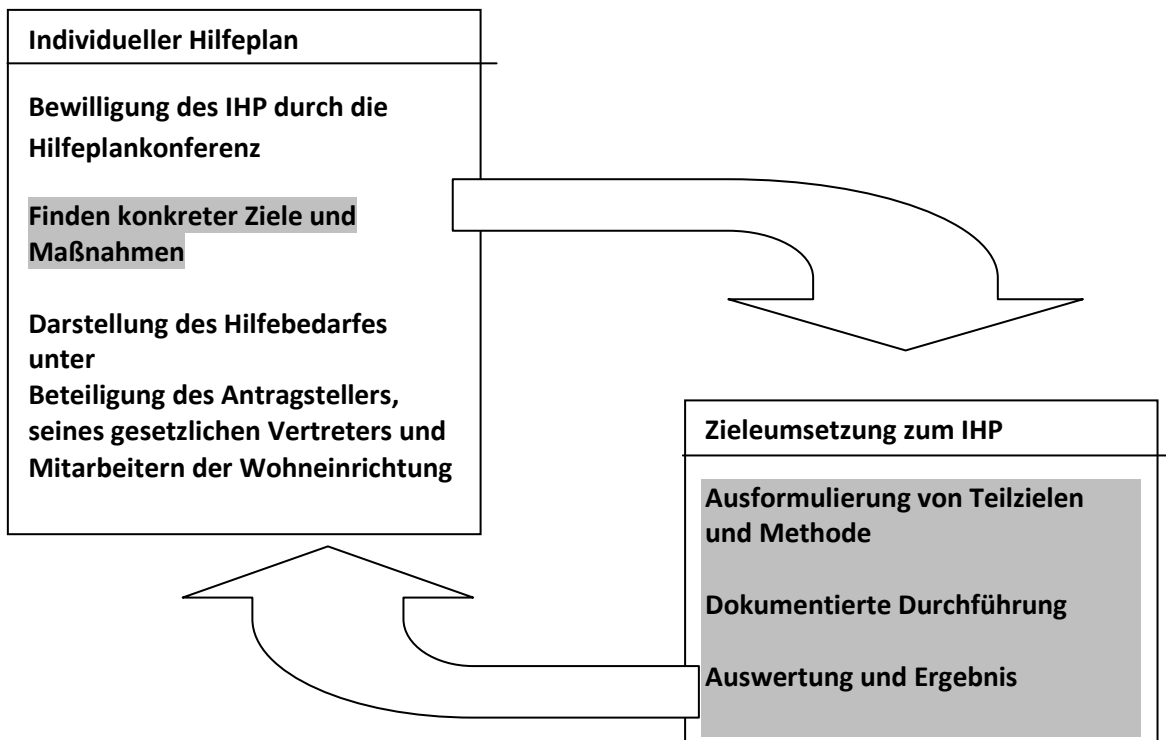 Individueller Hilfeplan
Bewilligung des IHP durch die
Hilfeplankonferenz
Finden konkreter Ziele und
Maßnahmen
Darstellung des Hilfebedarfes
unter
Beteiligung des Antragstellers,
seines gesetzlichen Vertreters und
Mitarbeitern der Wohneinrichtung
Zieleumsetzung zum IHP
Ausformulierung von Teilzielen
und Methode
Dokumentierte Durchführung
Auswertung und Ergebnis